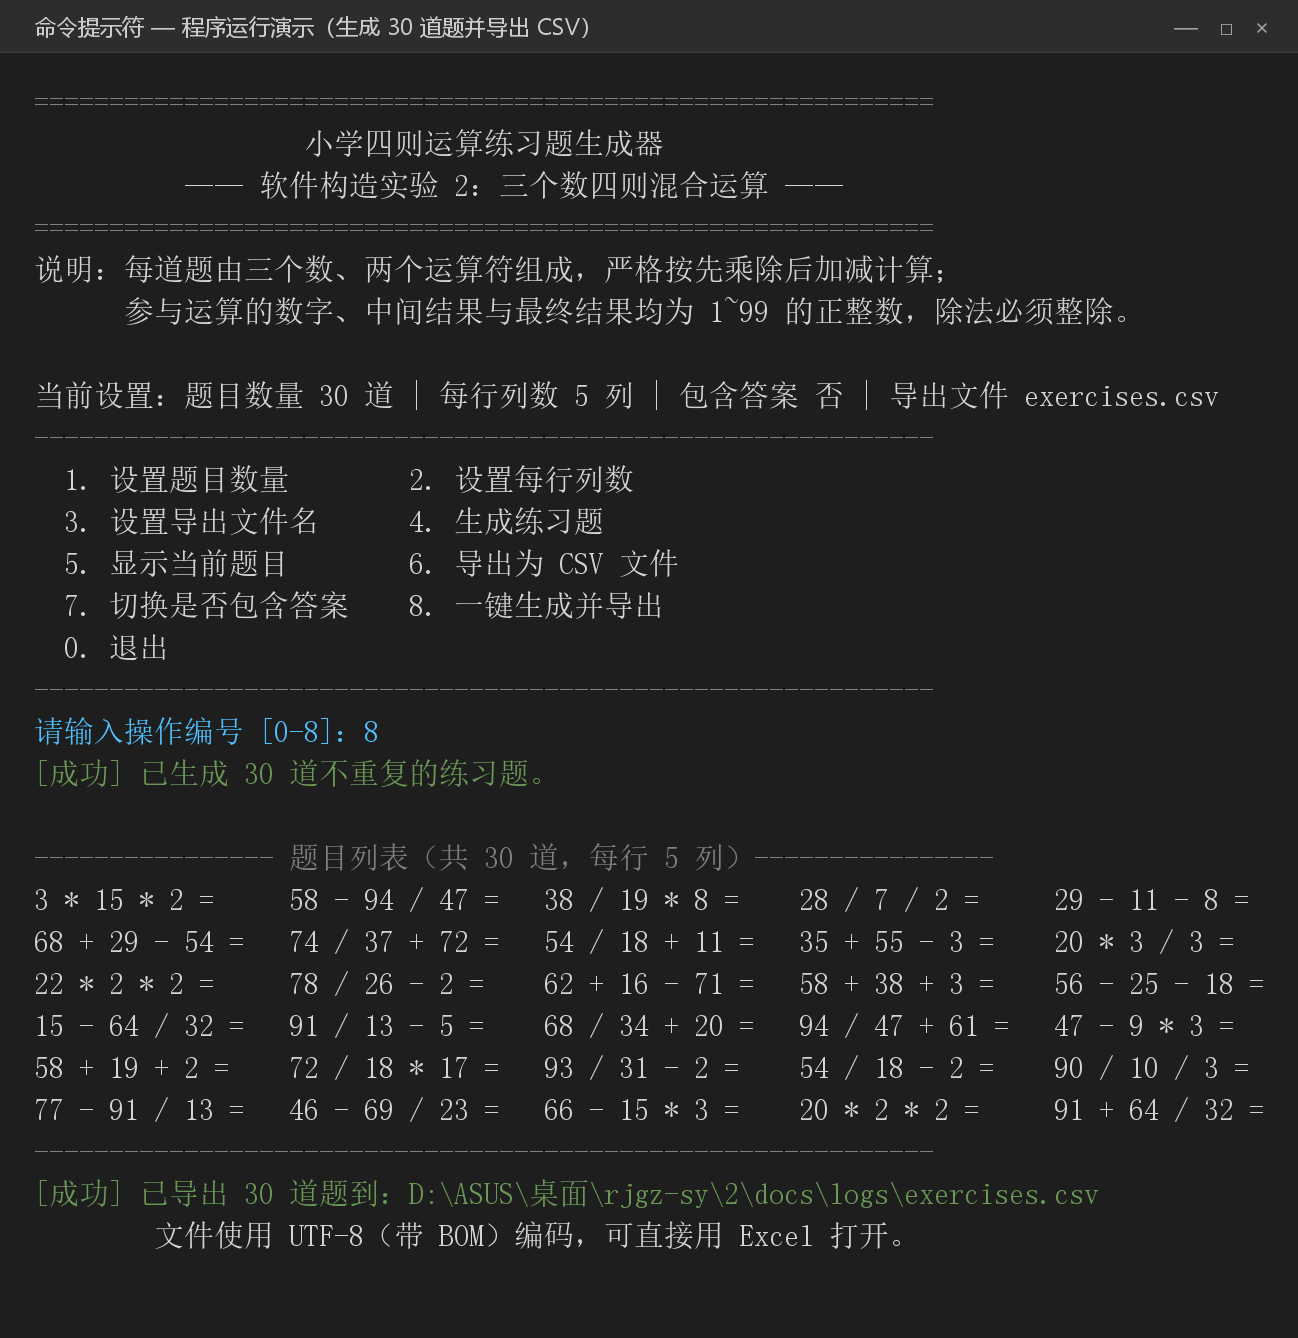 命令提示符 — 程序运行演示（生成 30 道题并导出 CSV）
============================================================
小学四则运算练习题生成器
—— 软件构造实验 2：三个数四则混合运算 ——
============================================================
说明：每道题由三个数、两个运算符组成，严格按先乘除后加减计算；
参与运算的数字、中间结果与最终结果均为 1~99 的正整数，除法必须整除。
当前设置：题目数量 30 道 | 每行列数 5 列 | 包含答案 否 | 导出文件 exercises.csv
------------------------------------------------------------
1. 设置题目数量 2. 设置每行列数
3. 设置导出文件名 4. 生成练习题
5. 显示当前题目 6. 导出为 CSV 文件
7. 切换是否包含答案 8. 一键生成并导出
0. 退出
------------------------------------------------------------
请输入操作编号 [0-8]：8
[成功] 已生成 30 道不重复的练习题。
---------------- 题目列表（共 30 道，每行 5 列）----------------
3 * 15 * 2 = 58 - 94 / 47 = 38 / 19 * 8 = 28 / 7 / 2 = 29 - 11 - 8 =
68 + 29 - 54 = 74 / 37 + 72 = 54 / 18 + 11 = 35 + 55 - 3 = 20 * 3 / 3 =
22 * 2 * 2 = 78 / 26 - 2 = 62 + 16 - 71 = 58 + 38 + 3 = 56 - 25 - 18 =
15 - 64 / 32 = 91 / 13 - 5 = 68 / 34 + 20 = 94 / 47 + 61 = 47 - 9 * 3 =
58 + 19 + 2 = 72 / 18 * 17 = 93 / 31 - 2 = 54 / 18 - 2 = 90 / 10 / 3 =
77 - 91 / 13 = 46 - 69 / 23 = 66 - 15 * 3 = 20 * 2 * 2 = 91 + 64 / 32 =
------------------------------------------------------------
[成功] 已导出 30 道题到：D:\ASUS\桌面\rjgz-sy\2\docs\logs\exercises.csv
文件使用 UTF-8（带 BOM）编码，可直接用 Excel 打开。